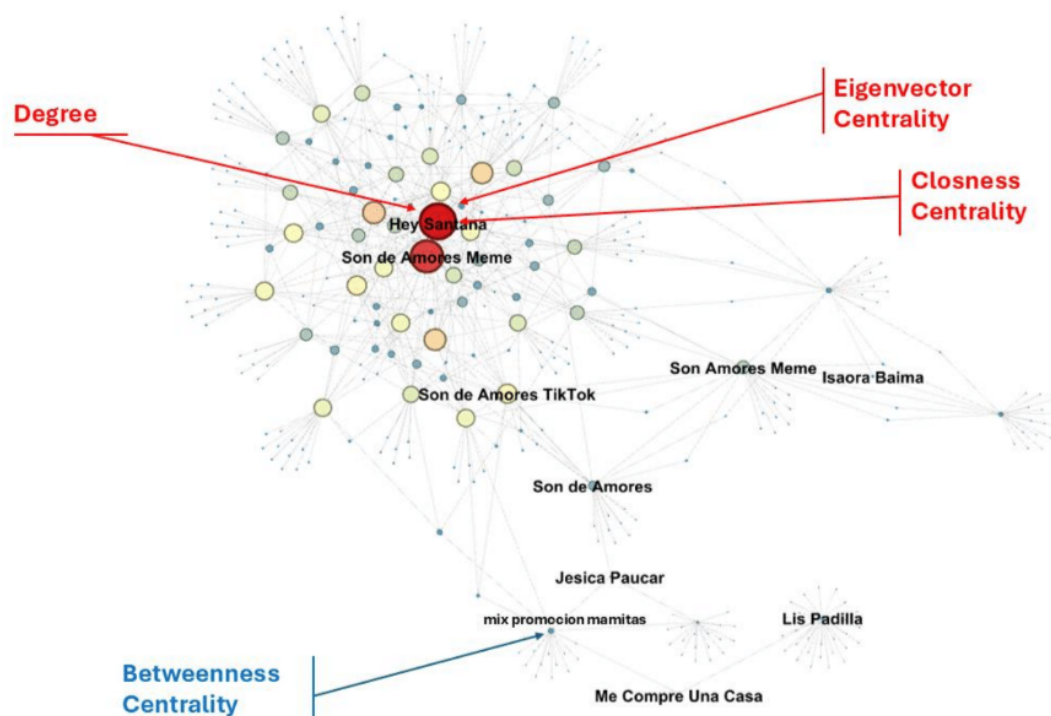 Degree
Eigenvector
Centrality
Closness
Centrality
Hey Santana
Son de Amores Meme
Son Amores Meme
Isaora Baima
Son de Amores TikTok
Son de Amores
Jesica Paucar
mix promocion mamitas
Lis Padilla
Betweenness
Centrality
Me Compre Una Casa